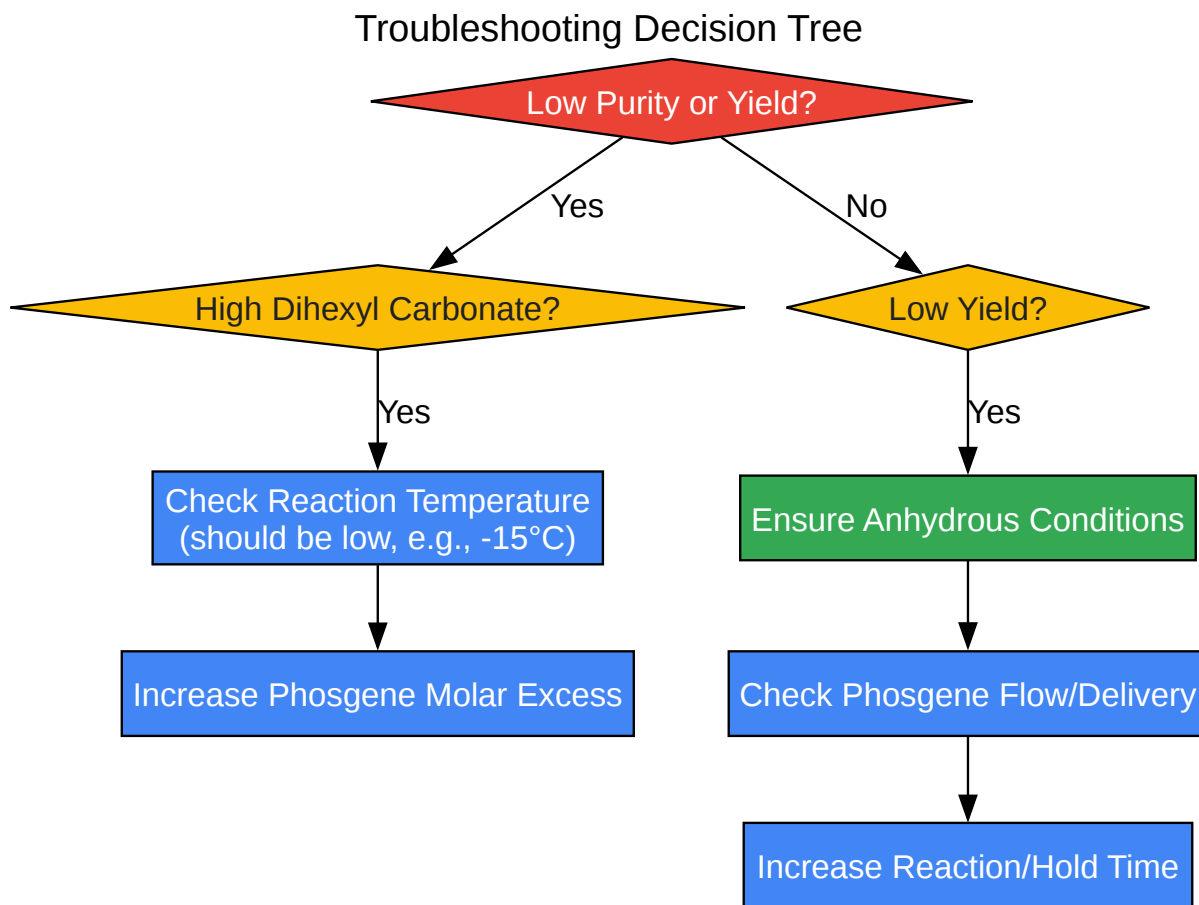 Troubleshooting Decision Tree
Low Purity or Yield?
Yes
No
High Dihexyl Carbonate?
Low Yield?
Yes
Yes
Check Reaction Temperature
(should be low, e.g., -15°C)
Ensure Anhydrous Conditions
Increase Phosgene Molar Excess
Check Phosgene Flow/Delivery
Increase Reaction/Hold Time